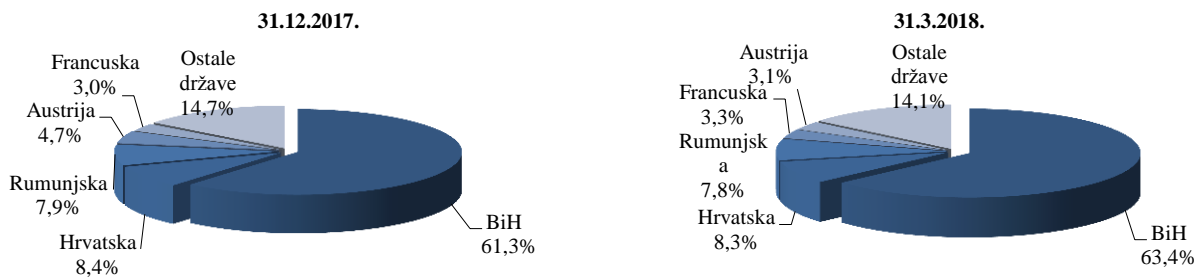 31.12.2017.
Francuska
3,0%
Ostale
države
14,7%
Austrija
4,7%
Rumunjska
7,9%
Hrvatska
8,4%
BiH
61,3%
31.3.2018.
Austrija
3,1%
Ostale
države
14,1%
Francuska
3,3%
Rumunjsk
a
7,8%
Hrvatska
8,3%
BiH
63,4%